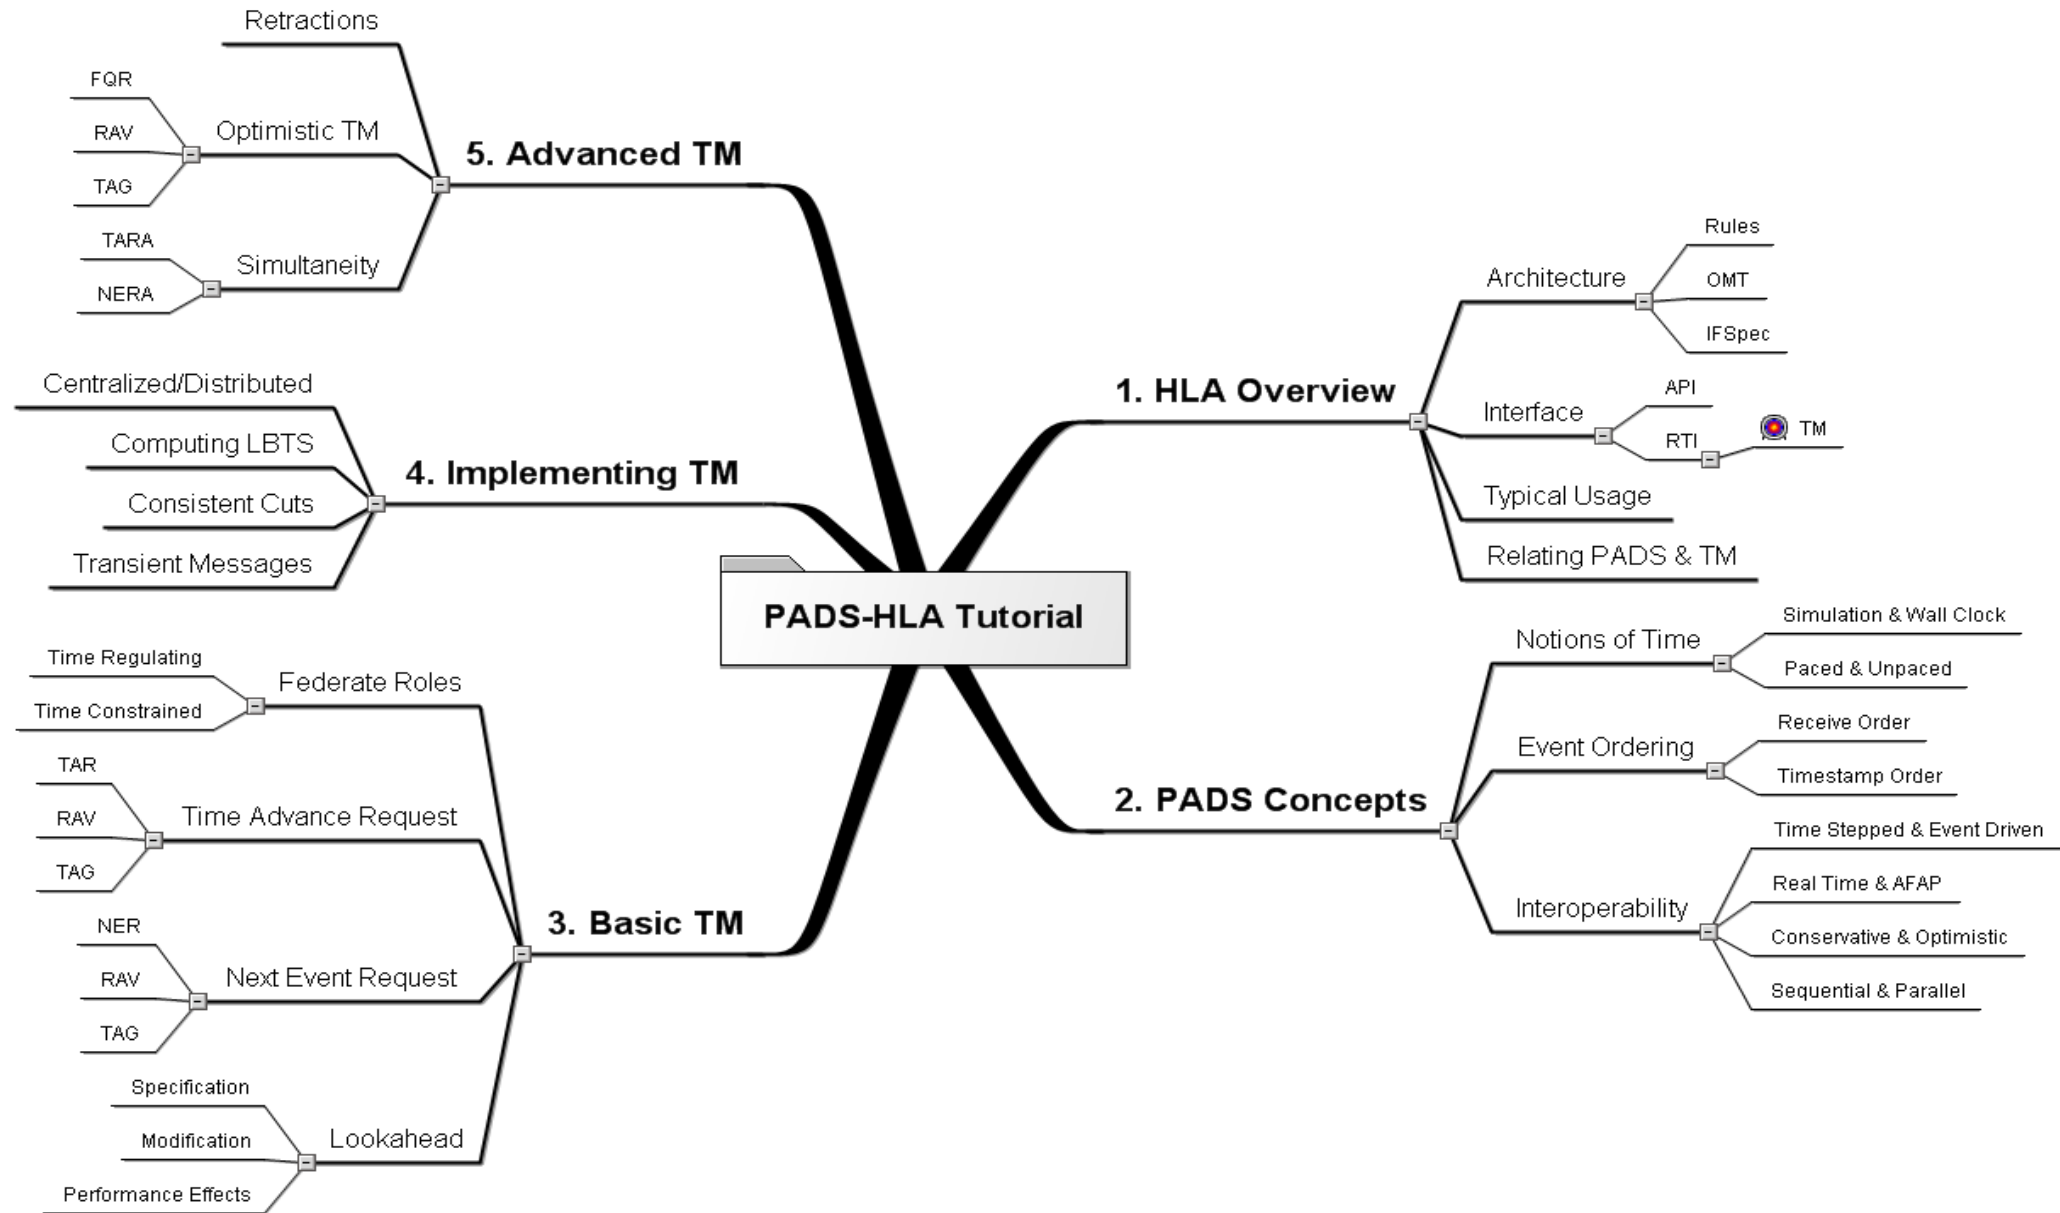 PADS-HLA Tutorial
1. HLA Overview
Architecture
Rules
OMT
IFSpec
Interface
API
RTI
TM
Typical Usage
Relating PADS & TM
2. PADS Concepts
Notions of Time
Simulation & Wall Clock
Paced & Unpaced
Event Ordering
Receive Order
Timestamp Order
Interoperability
Time Stepped & Event Driven
Real Time & AFAP
Conservative & Optimistic
Sequential & Parallel
3. Basic TM
Federate Roles
Time Regulating
Time Constrained
Time Advance Request
TAR
RAV
TAG
Next Event Request
NER
RAV
TAG
Lookahead
Specification
Modification
Performance Effects
4. Implementing TM
Centralized/Distributed
Computing LBTS
Consistent Cuts
Transient Messages
5. Advanced TM
Retractions
Optimistic TM
FQR
RAV
TAG
Simultaneity
TARA
NERA